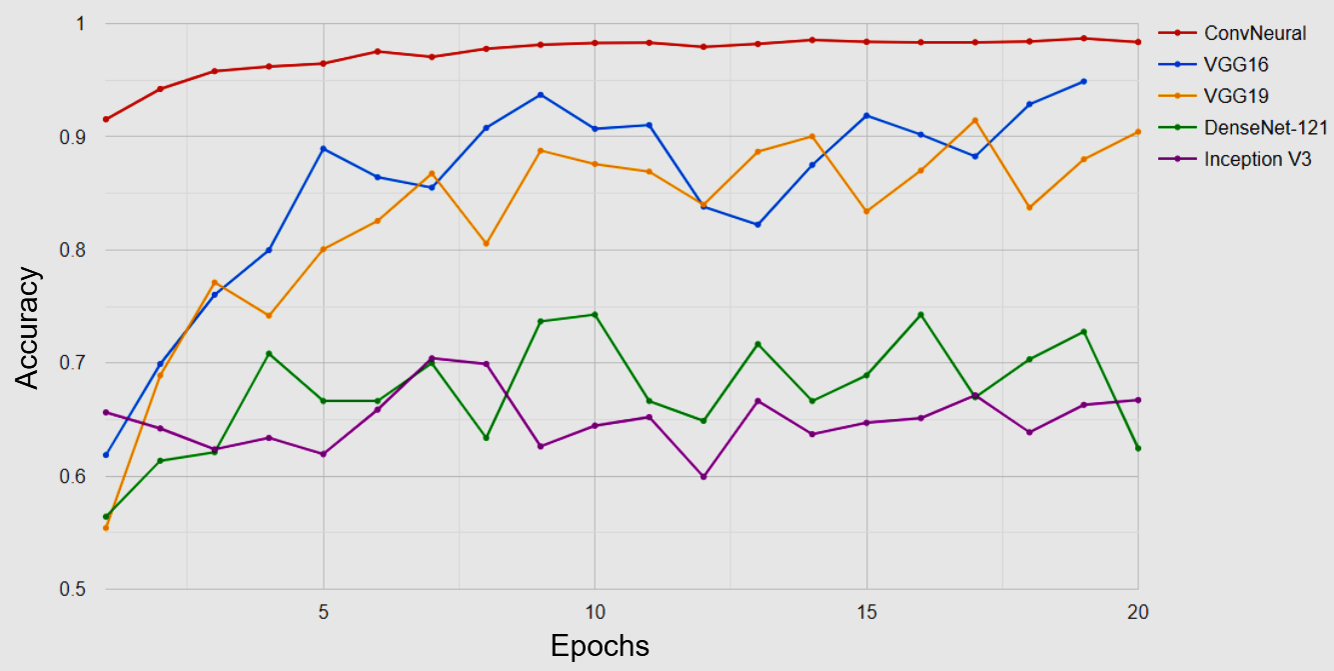 1
0.9
0.8
0.7
0.6
0.5
Accuracy
5
10
15
20
Epochs
ConvNeural
VGG16
VGG19
DenseNet-121
Inception V3